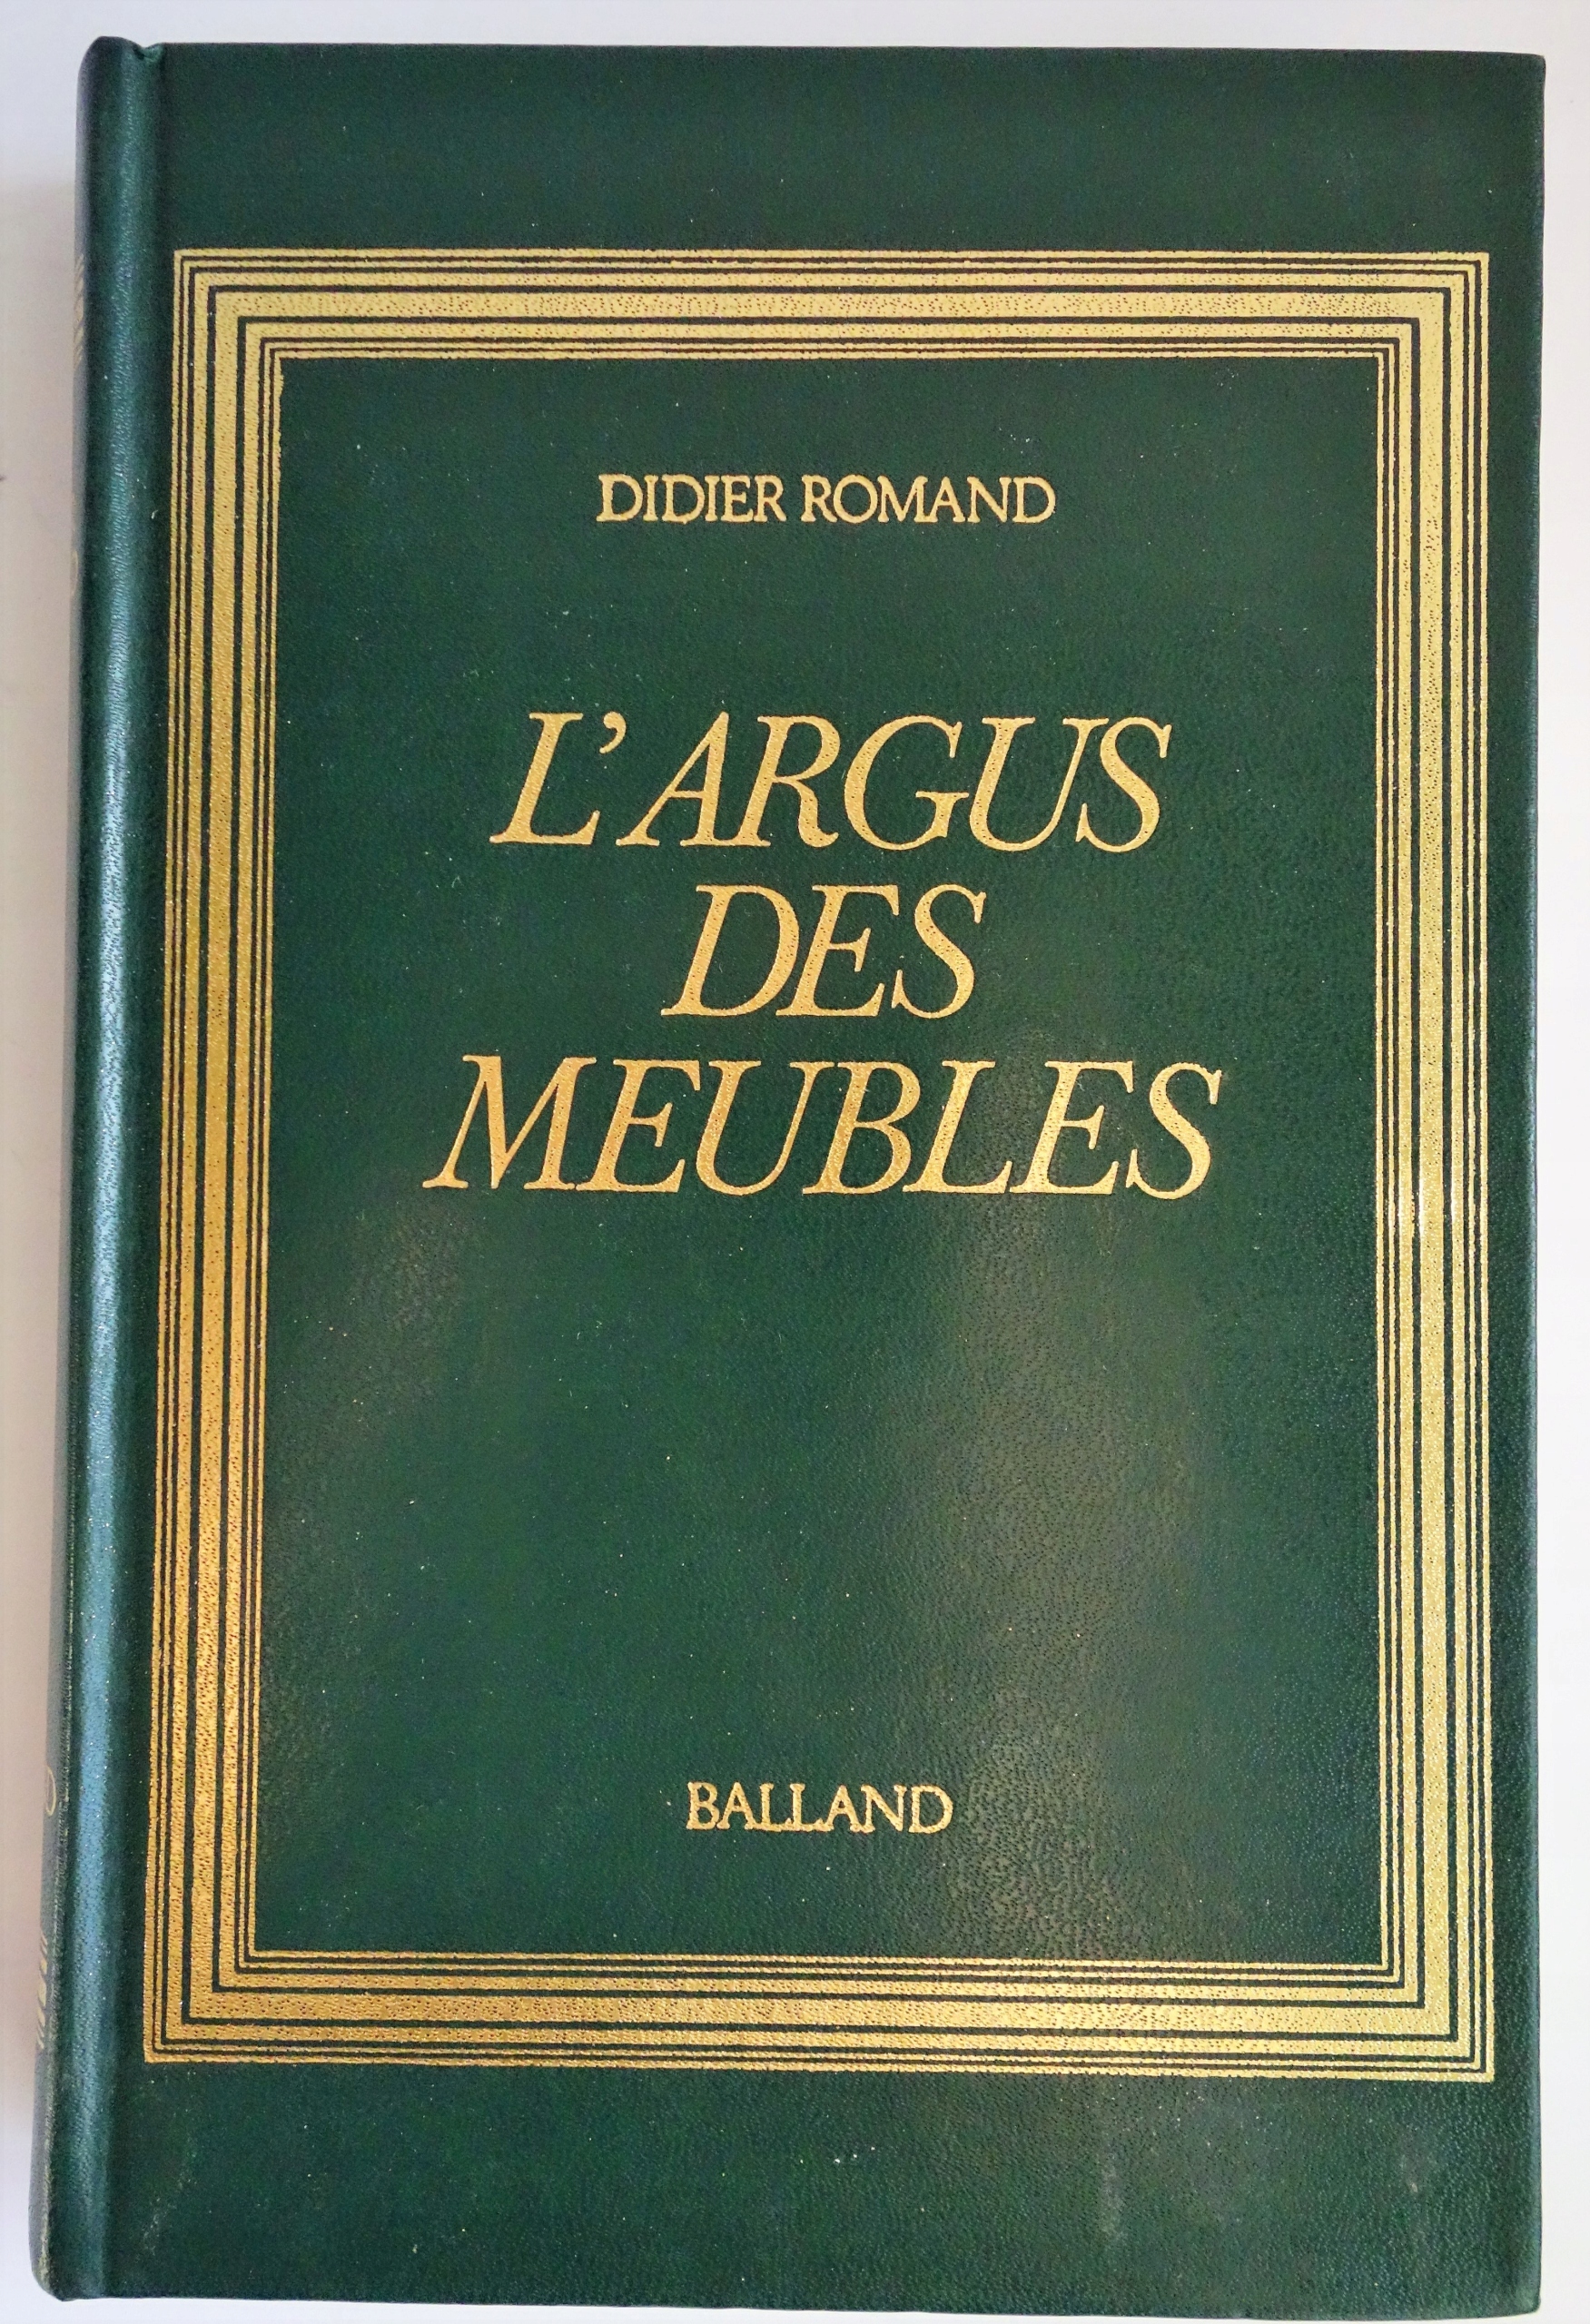 DIDIER ROMAND
L'ARGUS
DES
MEUBLES
BALLAND